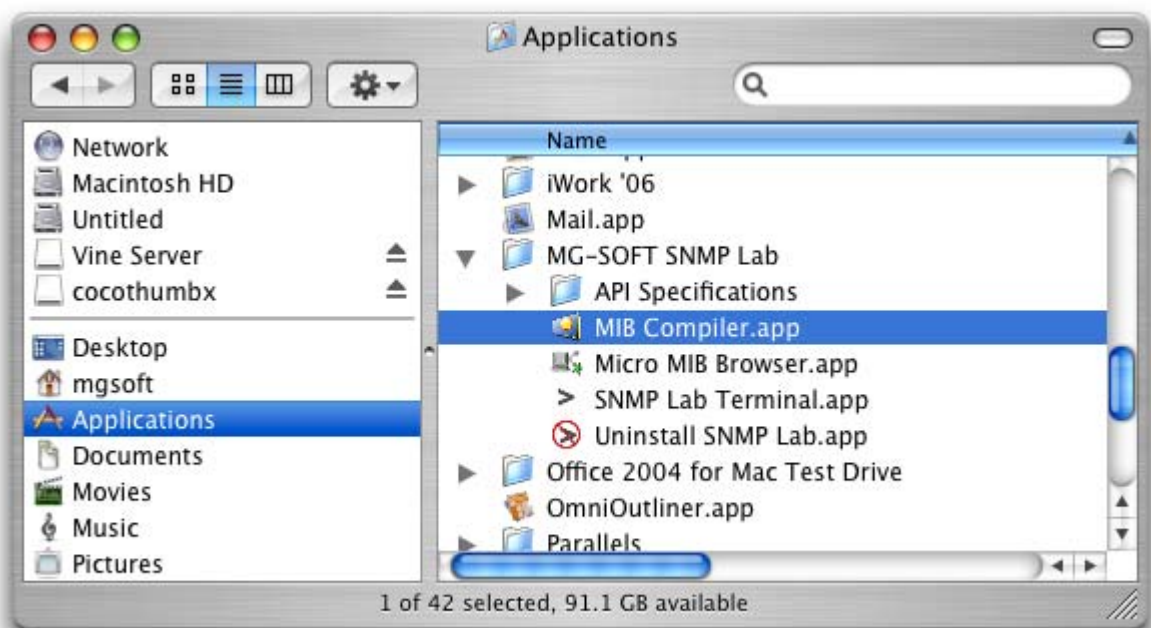 Applications
Network
Macintosh HD
Untitled
Vine Server
cocothumbx
Desktop
mgsoft
Applications
Documents
Movies
Music
Pictures
Name
iWork '06
Mail.app
MG-SOFT SNMP Lab
API Specifications
MIB Compiler.app
Micro MIB Browser.app
SNMP Lab Terminal.app
Uninstall SNMP Lab.app
Office 2004 for Mac Test Drive
OmniOutliner.app
Parallels
1 of 42 selected, 91.1 GB available